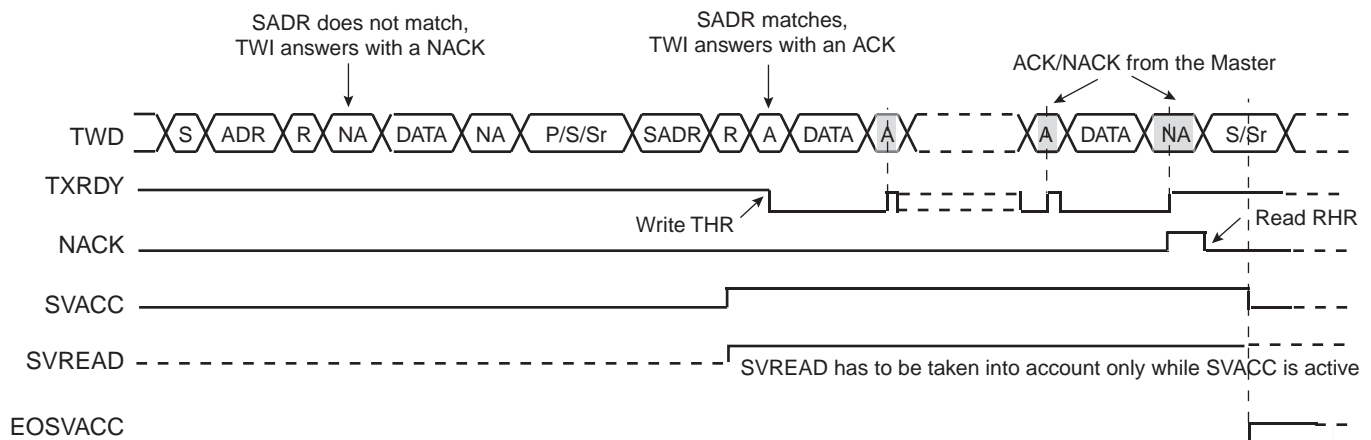 SADR does not match,
TWI answers with a NACK
SADR matches,
TWI answers with an ACK
ACK/NACK from the Master
TWD S ADR R NA DATA NA P/S/Sr SADR R A DATA A A DATA NA S/Sr
TXRDY
Write THR
Read RHR
NACK
SVACC
SVREAD
SVREAD has to be taken into account only while SVACC is active
EOSVACC